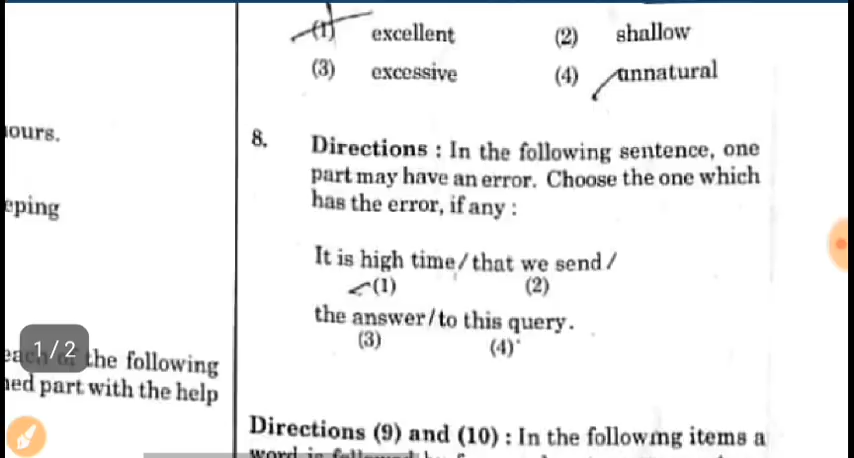 (1) excellent (2) shallow
(3) excessive (4) unnatural
ours.
eping
1/2
the following
ned part with the help
8. Directions : In the following sentence, one
part may have an error. Choose the one which
has the error, if any :
It is high time/that we send/
(1) (2)
the answer/to this query.
(3) (4)
Directions (9) and (10) : In the following items a
word is